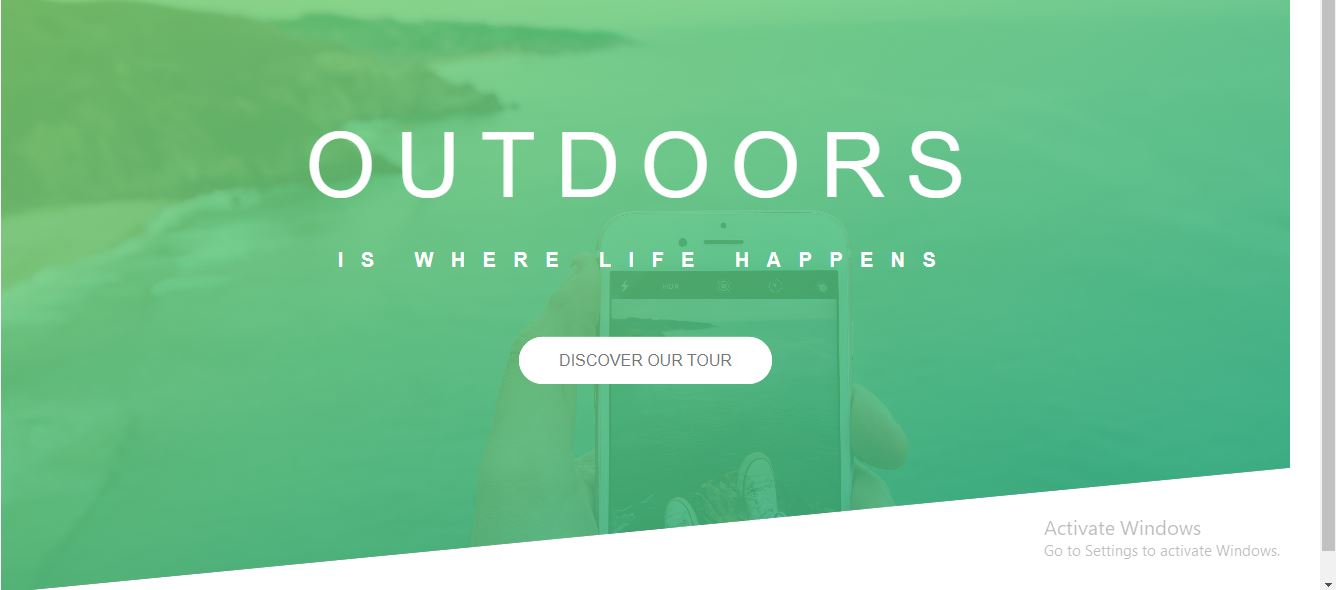 OUTDOORS
IS WHERE LIFE HAPPENS
HDR
DISCOVER OUR TOUR
Activate Windows
Go to Settings to activate Windows.